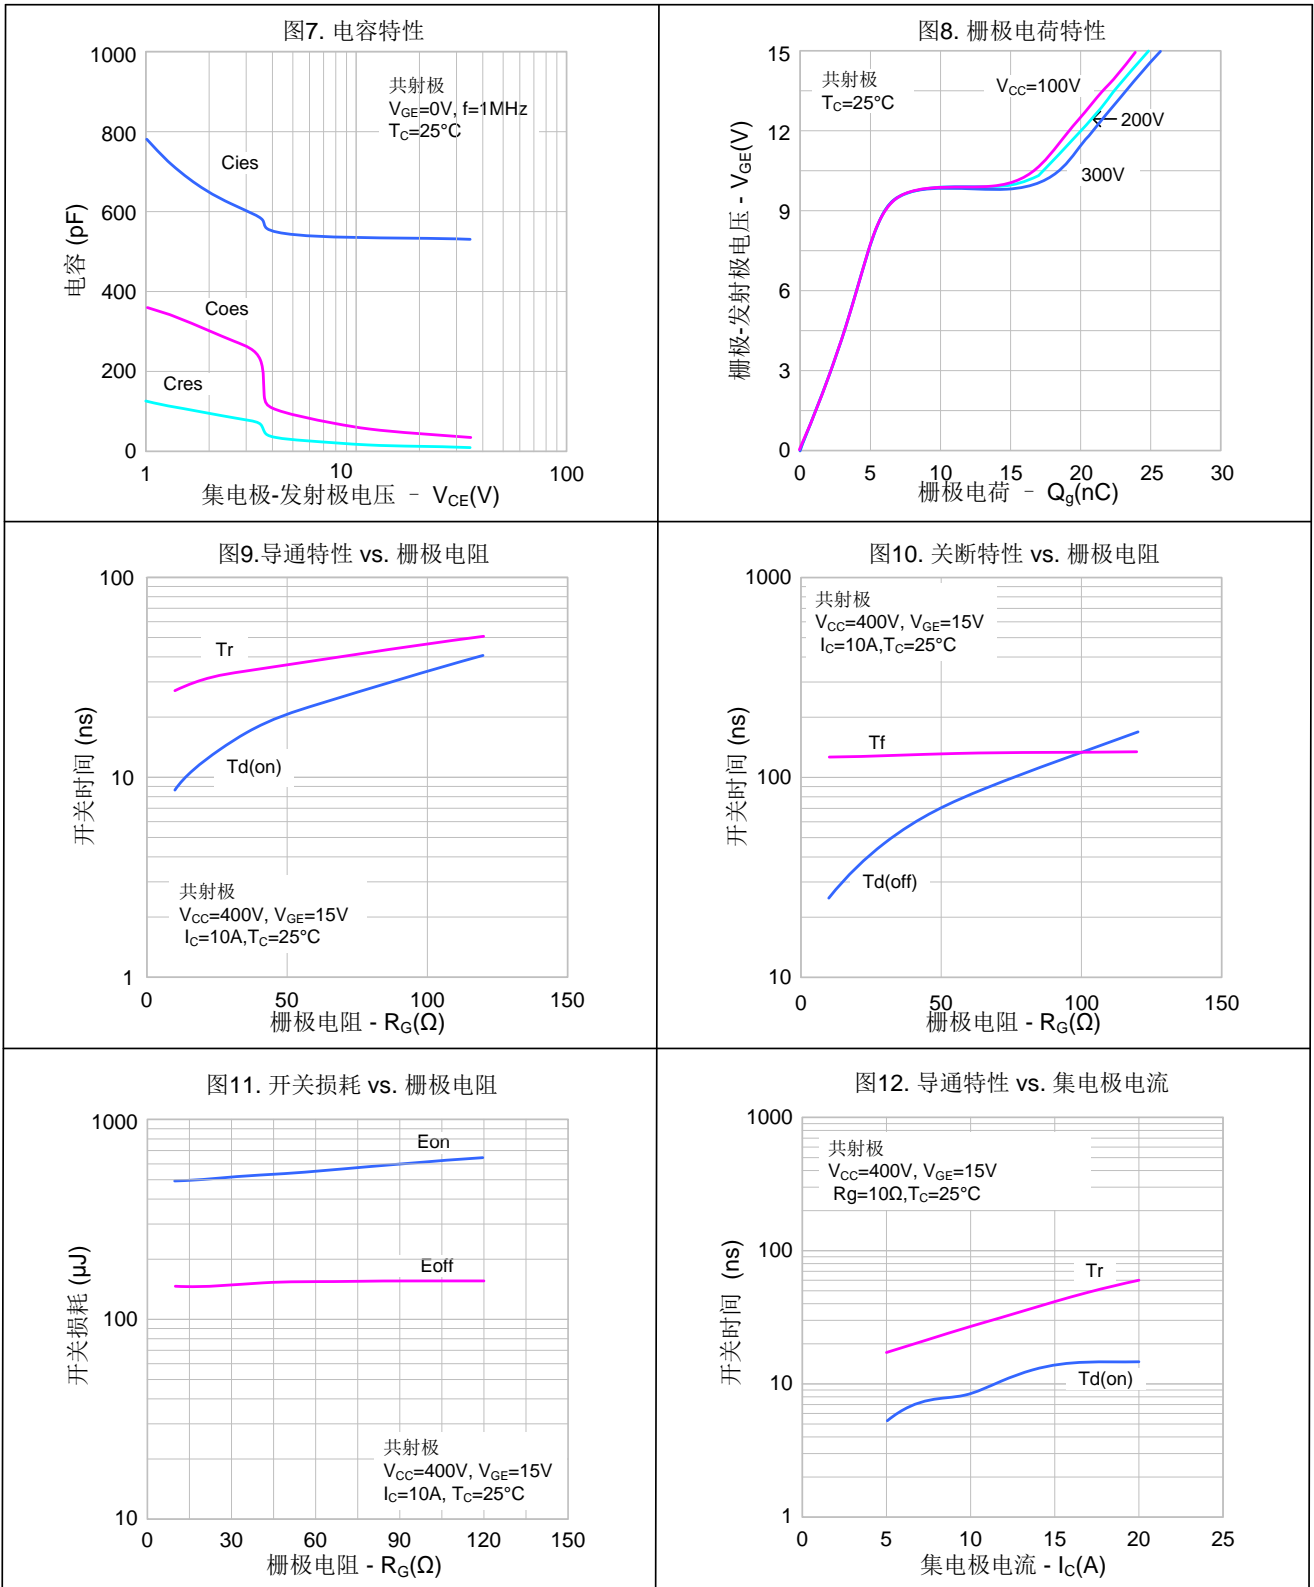 图7. 电容特性
1000
800
600
400
200
0
电容 (pF)
共射极
VGE=0V, f=1MHz
TC=25°C
Cies
Coes
Cres
1
10
100
集电极-发射极电压 - VCE(V)
图8. 栅极电荷特性
15
12
9
6
3
0
栅极-发射极电压 - VGE(V)
共射极
TC=25°C
VCC=100V
200V
300V
0
5
10
15
20
25
30
栅极电荷 - Qg(nC)
图9.导通特性 vs. 栅极电阻
100
10
1
开关时间 (ns)
Tr
Td(on)
共射极
VCC=400V, VGE=15V
IC=10A,TC=25°C
0
50
100
150
栅极电阻 - RG(Ω)
图10. 关断特性 vs. 栅极电阻
1000
100
10
开关时间 (ns)
共射极
VCC=400V, VGE=15V
IC=10A,TC=25°C
Tf
Td(off)
0
50
100
150
栅极电阻 - RG(Ω)
图11. 开关损耗 vs. 栅极电阻
1000
100
10
开关损耗 (μJ)
Eon
Eoff
共射极
VCC=400V, VGE=15V
IC=10A, TC=25°C
0
30
60
90
120
150
栅极电阻 - RG(Ω)
图12. 导通特性 vs. 集电极电流
1000
100
10
1
开关时间 (ns)
共射极
VCC=400V, VGE=15V
Rg=10Ω,TC=25°C
Tr
Td(on)
0
5
10
15
20
25
集电极电流 - IC(A)